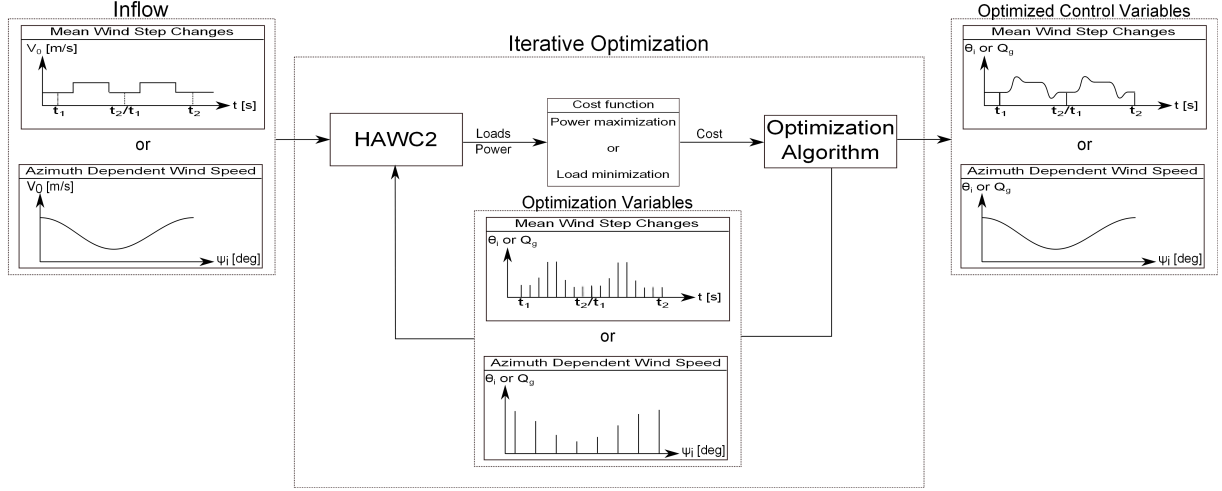 Inflow
Mean Wind Step Changes
V₀ [m/s]
t₁
t₂/t₁
t₂
t [s]
or
Azimuth Dependent Wind Speed
V0 [m/s]
ψᵢ [deg]
Iterative Optimization
HAWC2
Loads
Power
Cost function
Power maximization
or
Load minimization
Cost
Optimization
Algorithm
Optimization Variables
Mean Wind Step Changes
θᵢ or Q₉
t₁
t₂/t₁
t₂
t [s]
or
Azimuth Dependent Wind Speed
θᵢ or Q_g
ψᵢ [deg]
Optimized Control Variables
Mean Wind Step Changes
θᵢ or Q_g
t₁
t₂/t₁
t₂
t [s]
or
Azimuth Dependent Wind Speed
θᵢ or Q_g
ψᵢ [deg]